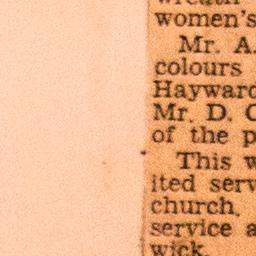 wreath
women's
Mr. A.
colours
Hayward
Mr. D. C
of the p
This w
ited serv
church.
service a
wick.